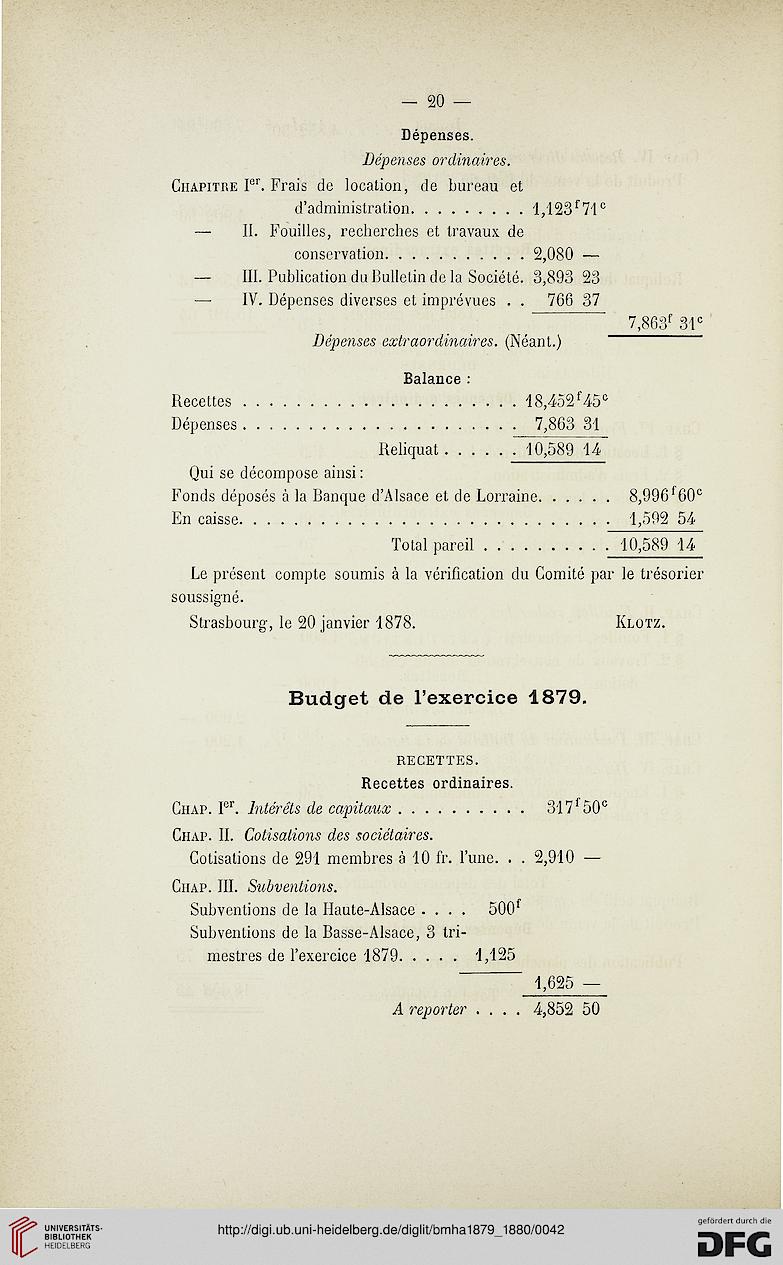 — 20 —
Dépenses.
Dépenses ordinaires.
CHAPITRE Ier. Frais de location, de bureau et
d'administration. . . . . . . . . 1,123f71c
— II. Fouilles, recherches et travaux de
conservation. . . . . . . . . . . 2,080 —
— III. Publication du Bulletin de la Société. 3,893 23
— IV. Dépenses diverses et imprévues . . 766 37
7,863f 31c
Dépenses extraordinaires. (Néant.)
Balance :
Recettes . . . . . . . . . . . . . . . . . . . . . 18,452f45c
Dépenses . . . . . . . . . . . . . . . . . . . . . 7,863 31
Reliquat . . . . . . 10,589 14
Qui se décompose ainsi :
Fonds déposés à la Banque d'Alsace et de Lorraine. . . . . . 8,996f60c
En caisse. . . . . . . . . . . . . . . . . . . . . . . . . . . . 1,592 54
Total pareil . . . . . . . . . . 10,589 14
Le présent compte soumis à la vérification du Comité par le trésorier
soussigné.
Strasbourg, le 20 janvier 1878. KLOTZ.
Budget de l'exercice 1879.
RECETTES.
Recettes ordinaires.
CHAP. Ier. Intérêts de capitaux . . . . . . . . . . 317f50c
CHAP. II. Cotisations des sociétaires.
Cotisations de 291 membres à 10 fr. l'une. . . 2,910 —
CHAP. III. Subventions.
Subventions de la Haute-Alsace . . . . 500f
Subventions de la Basse-Alsace, 3 tri-
mestres de l'exercice 1879. . . . . 1,125
1,625 —
A reporter . . . . 4,852 50
UNIVERSITÄTS-
BIBLIOTHEK
HEIDELBERG
http://digi.ub.uni-heidelberg.de/diglit/bmha1879_1880/0042
gefördert durch die
DFG